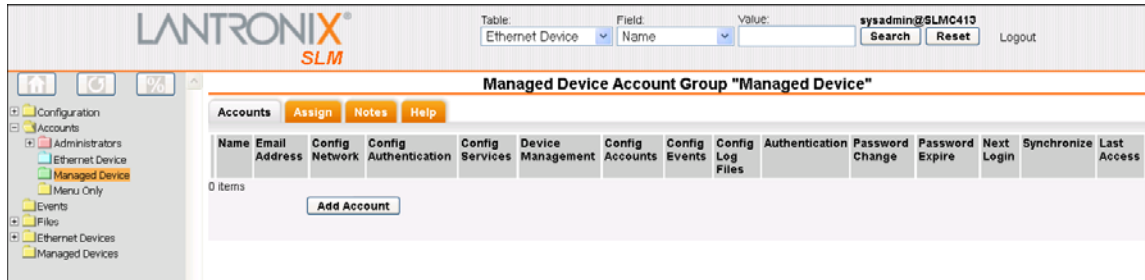 LANTRONIX®
SLM
Table: Field: Value: sysadmin@SLMC413
Ethernet Device Name Search Reset Logout
Managed Device Account Group "Managed Device"
Configuration
Accounts
Administrators
Ethernet Device
Managed Device
Menu Only
Events
Files
Ethernet Devices
Managed Devices
Accounts Assign Notes Help
Name Email Config Config Config Device Config Config Config Authentication Password Password Next Synchronize Last
Address Network Authentication Services Management Accounts Events Log Change Expire Login Access
Files
0 items
Add Account